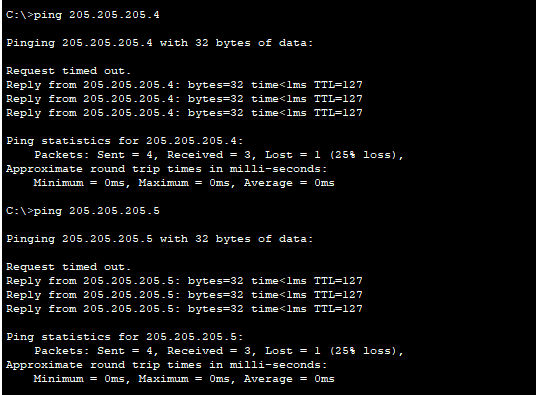 C:\>ping 205.205.205.4
Pinging 205.205.205.4 with 32 bytes of data:
Request timed out.
Reply from 205.205.205.4: bytes=32 time<1ms TTL=127
Reply from 205.205.205.4: bytes=32 time<1ms TTL=127
Reply from 205.205.205.4: bytes=32 time<1ms TTL=127
Ping statistics for 205.205.205.4:
    Packets: Sent = 4, Received = 3, Lost = 1 (25% loss),
Approximate round trip times in milli-seconds:
    Minimum = 0ms, Maximum = 0ms, Average = 0ms
C:\>ping 205.205.205.5
Pinging 205.205.205.5 with 32 bytes of data:
Request timed out.
Reply from 205.205.205.5: bytes=32 time<1ms TTL=127
Reply from 205.205.205.5: bytes=32 time<1ms TTL=127
Reply from 205.205.205.5: bytes=32 time<1ms TTL=127
Ping statistics for 205.205.205.5:
    Packets: Sent = 4, Received = 3, Lost = 1 (25% loss),
Approximate round trip times in milli-seconds:
    Minimum = 0ms, Maximum = 0ms, Average = 0ms